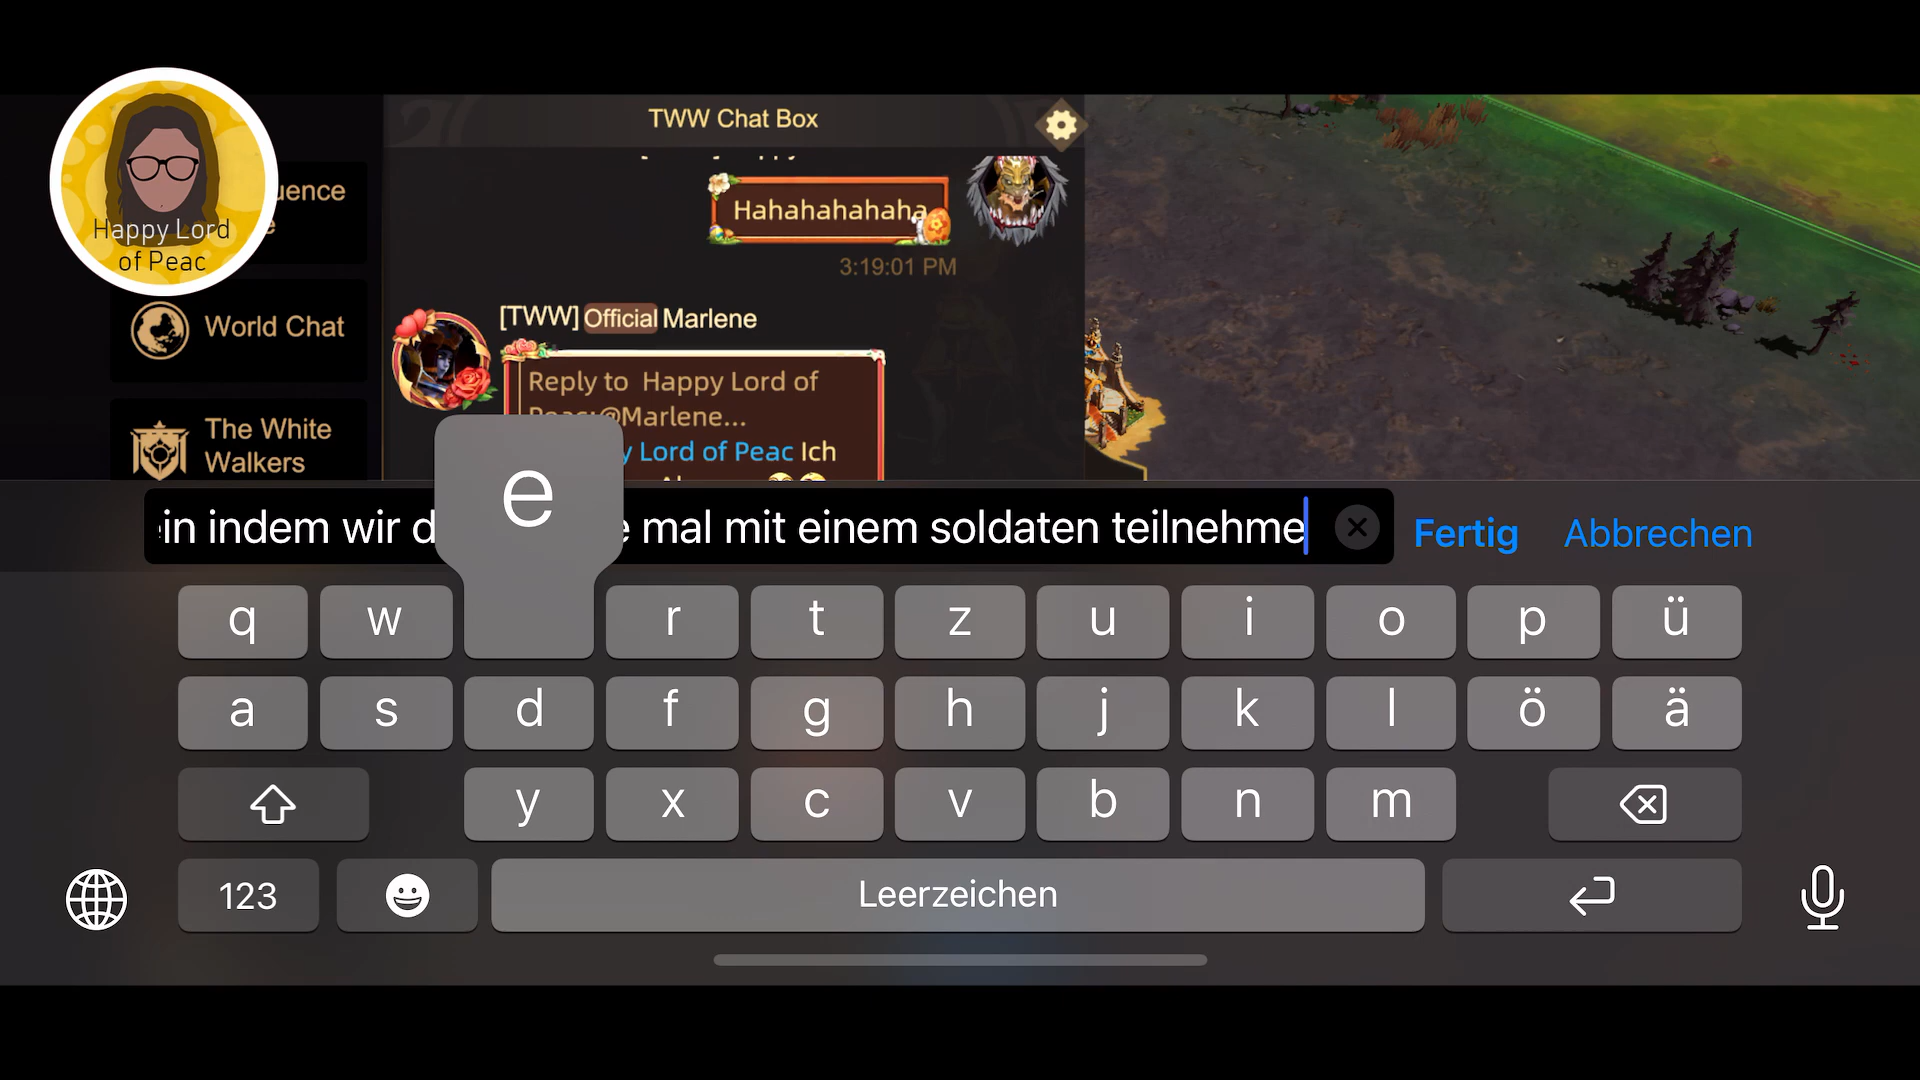 TWW Chat Box
Hahahahahaha
3:19:01 PM
uence
e
Happy Lord
of Peac
World Chat
[TWW] Official Marlene
Reply to Happy Lord of
@Marlene...
y Lord of Peac Ich
The White
Walkers
in indem wir d e mal mit einem soldaten teilnehme
Fertig
Abbrechen
e
q w r t z u i o p ü
a s d f g h j k l ö ä
y x c v b n m
123
Leerzeichen